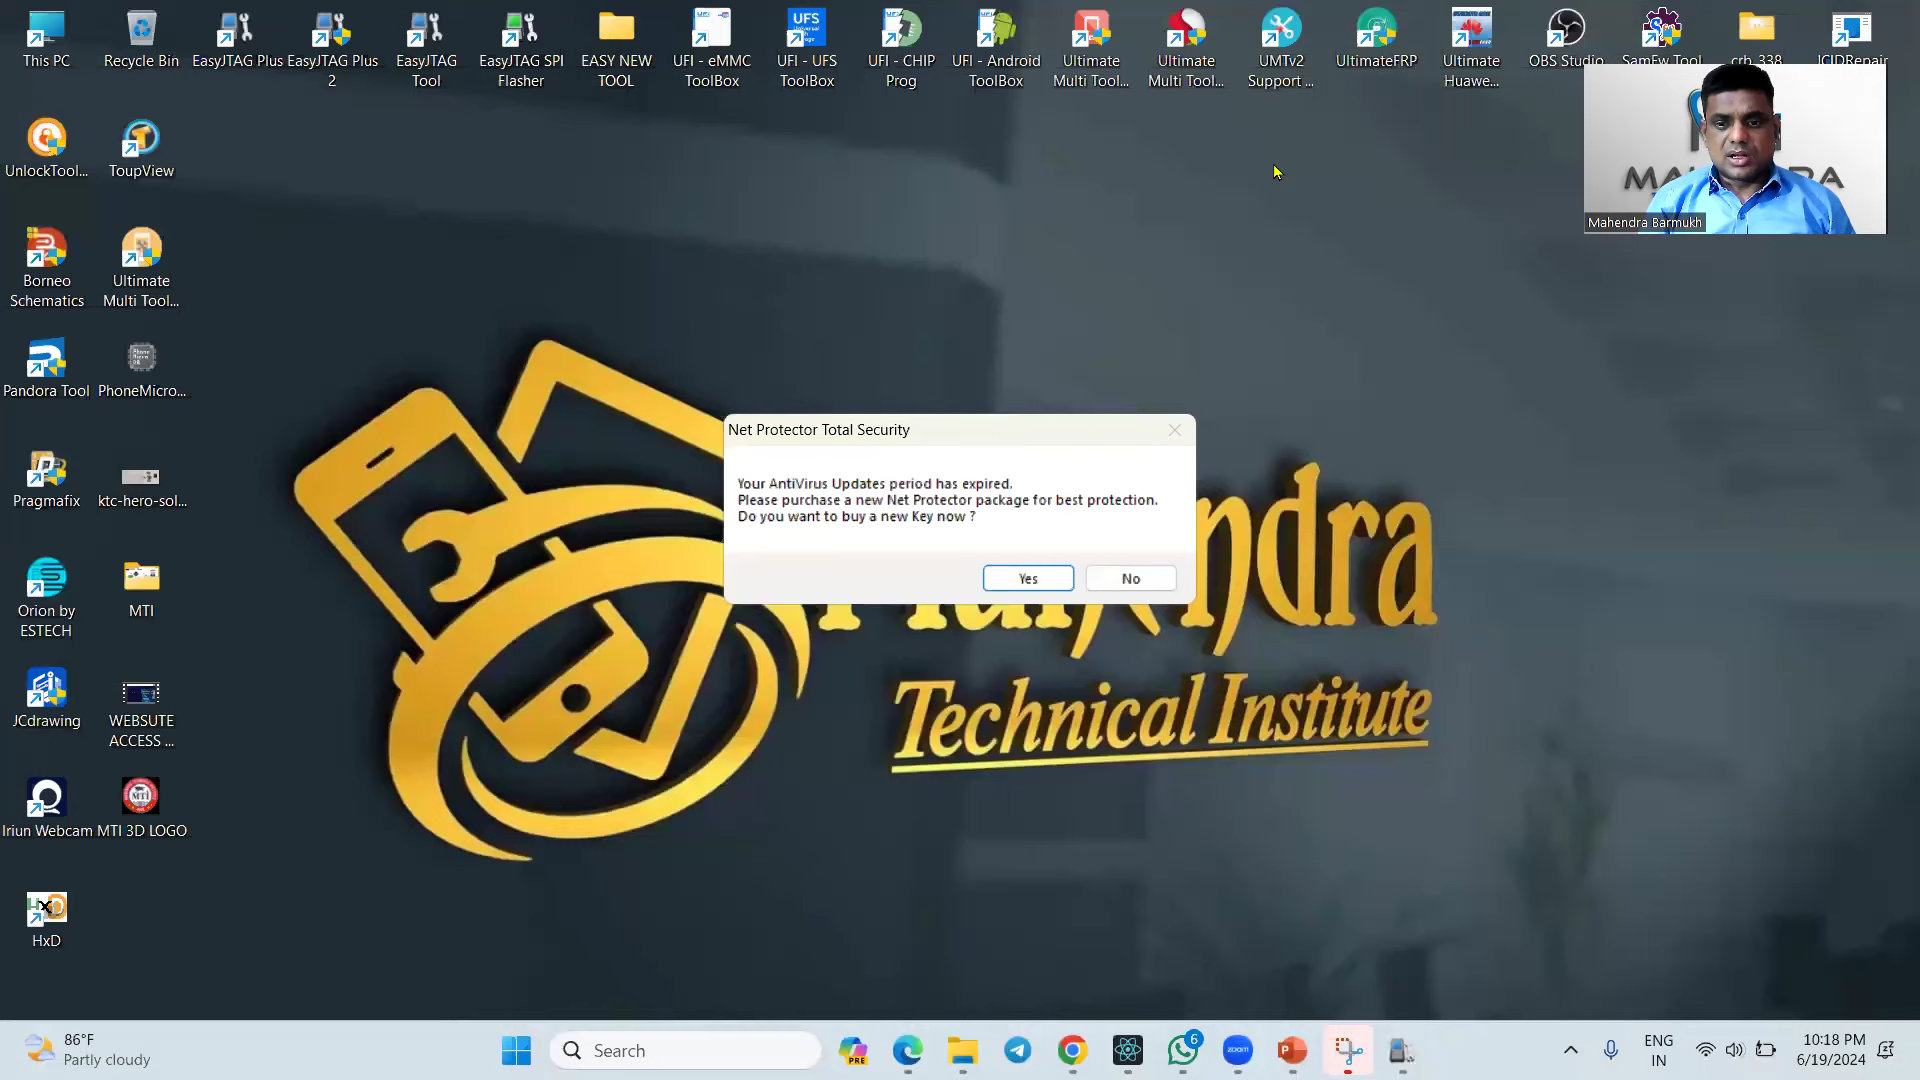 This PC
Recycle Bin
EasyJTAG Plus
EasyJTAG Plus
2
EasyJTAG
Tool
EasyJTAG SPI
Flasher
EASY NEW
TOOL
UFI - eMMC
ToolBox
UFI - UFS
ToolBox
UFI - CHIP
Prog
UFI - Android
ToolBox
Ultimate
Multi Tool...
Ultimate
Multi Tool...
UMTv2
Support ...
UltimateFRP
Ultimate
Huawe...
OBS Studio
SamFw Tool
crb_338
JCIDRepair
UnlockTool...
ToupView
Mahendra Barmukh
Borneo
Schematics
Ultimate
Multi Tool...
Pandora Tool
PhoneMicro...
Pragmafix
ktc-hero-sol...
Orion by
ESTECH
MTI
JCdrawing
WEBSUTE
ACCESS ...
Iriun Webcam
MTI 3D LOGO
HxD
Net Protector Total Security
Your AntiVirus Updates period has expired.
Please purchase a new Net Protector package for best protection.
Do you want to buy a new Key now ?
Yes
No
Technical Institute
86°F
Partly cloudy
Search
PRE
6
zoom
ENG
IN
10:18 PM
6/19/2024